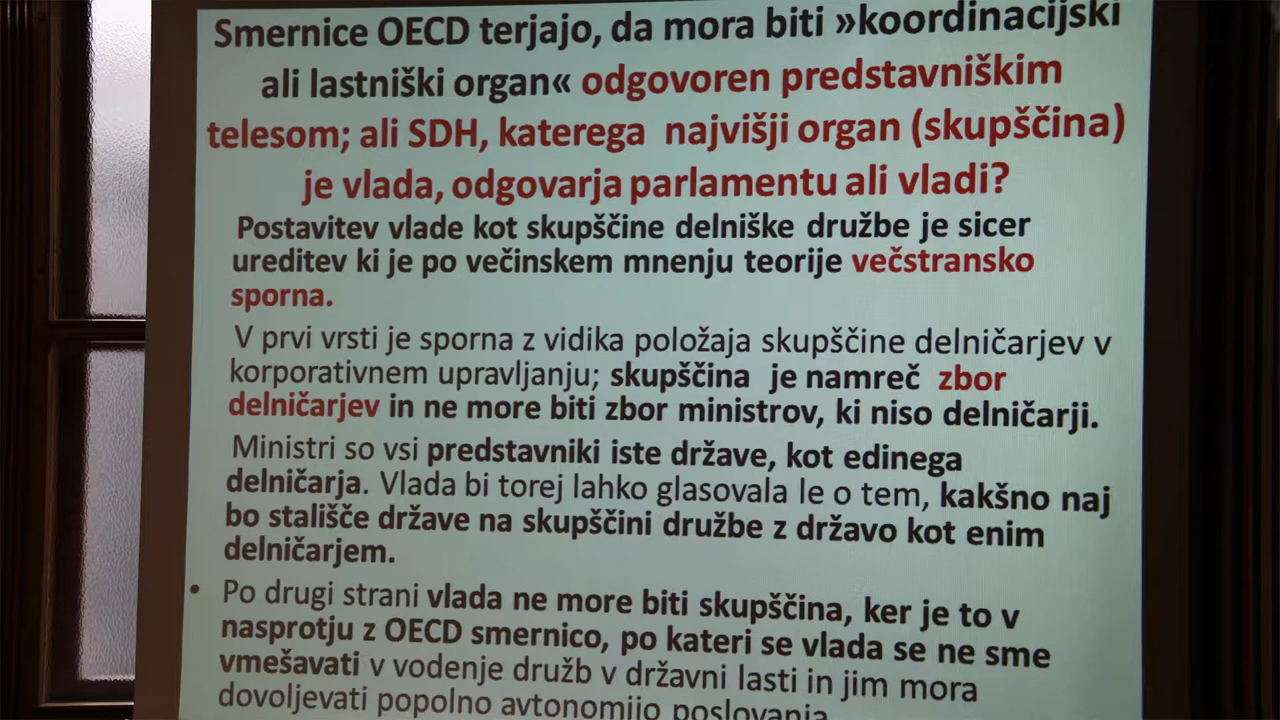 Smernice OECD terjajo, da mora biti »koordinacijski
ali lastniški organ« odgovoren predstavniškim
telesom; ali SDH, katerega najvišji organ (skupščina)
je vlada, odgovarja parlamentu ali vladi?
Postavitev vlade kot skupščine delniške družbe je sicer
ureditev ki je po večinskem mnenju teorije večstransko
sporna.
V prvi vrsti je sporna z vidika položaja skupščine delničarjev v
korporativnem upravljanju; skupščina je namreč zbor
delničarjev in ne more biti zbor ministrov, ki niso delničarji.
Ministri so vsi predstavniki iste države, kot edinega
delničarja. Vlada bi torej lahko glasovala le o tem, kakšno naj
bo stališče države na skupščini družbe z državo kot enim
delničarjem.
• Po drugi strani vlada ne more biti skupščina, ker je to v
nasprotju z OECD smernico, po kateri se vlada se ne sme
vmešavati v vodenje družb v državni lasti in jim mora
dovoljevati popolno avtonomijo poslovanja